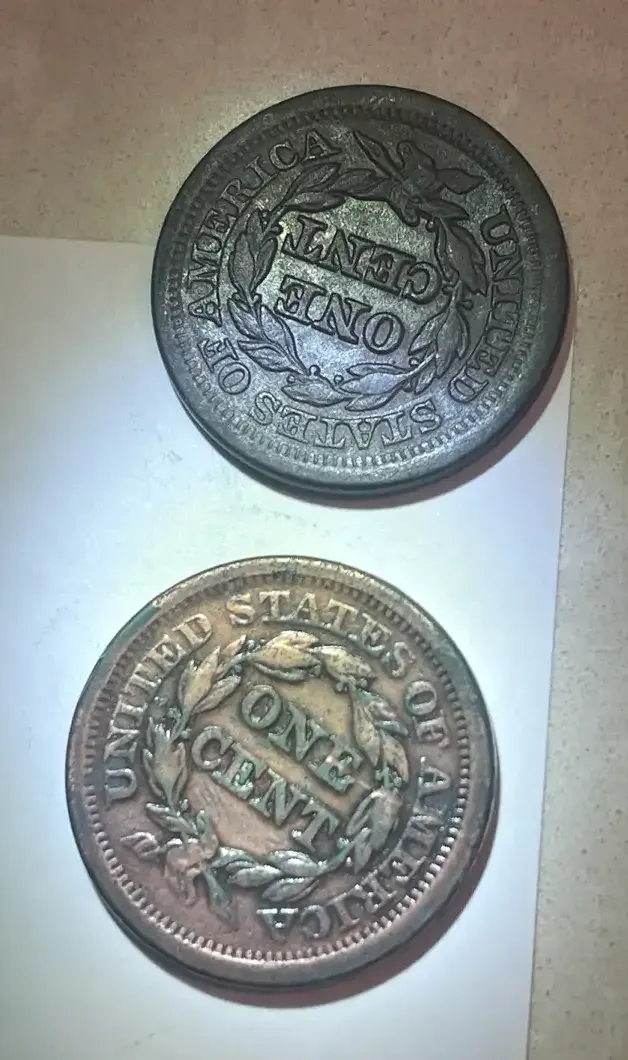 UNITED STATES OF AMERICA
ONE
CENT
UNITED STATES OF AMERICA
ONE
CENT